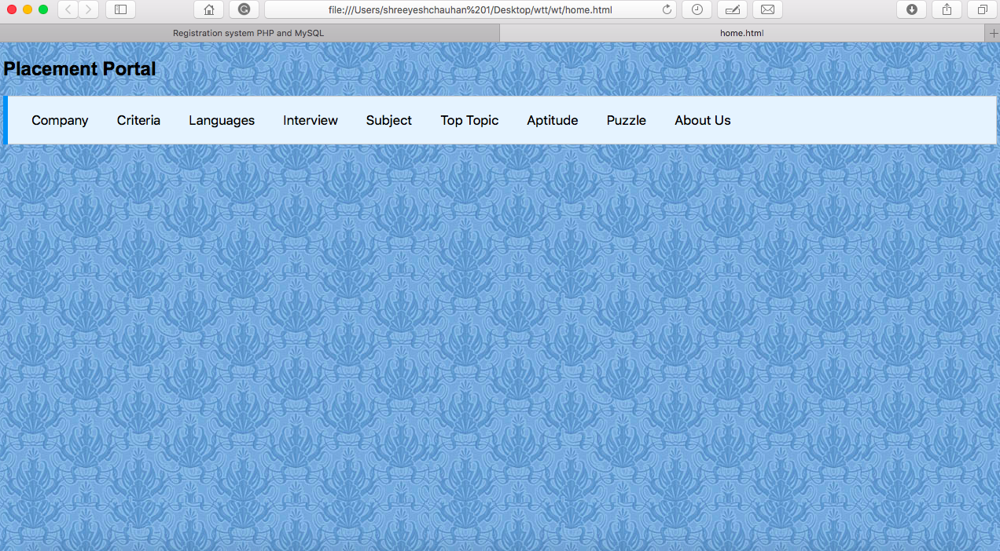 file:///Users/shreeyeshchauhan%201/Desktop/wtt/wt/home.html
Registration system PHP and MySQL
home.html
Placement Portal
Company Criteria Languages Interview Subject Top Topic Aptitude Puzzle About Us